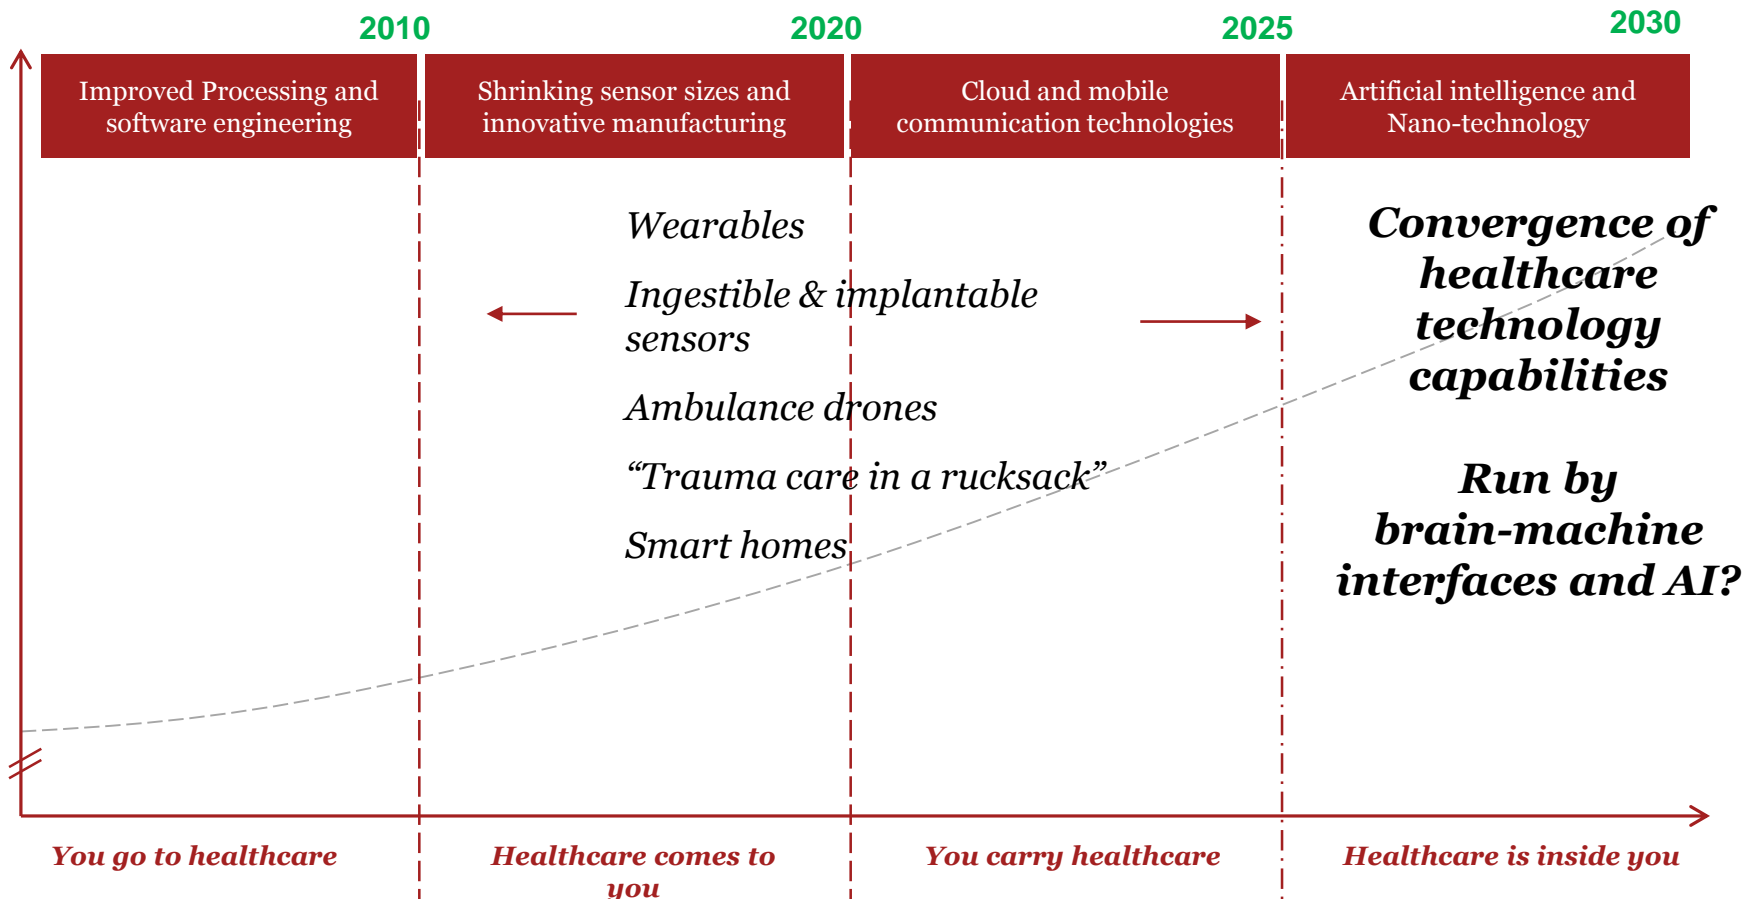 2010
2020
2025
2030
Improved Processing and
software engineering
Shrinking sensor sizes and
innovative manufacturing
Cloud and mobile
communication technologies
Artificial intelligence and
Nano-technology
Wearables
Ingestible & implantable
sensors
Ambulance drones
“Trauma care in a rucksack”
Smart homes
Convergence of
healthcare
technology
capabilities
Run by
brain-machine
interfaces and AI?
You go to healthcare
Healthcare comes to
you
You carry healthcare
Healthcare is inside you